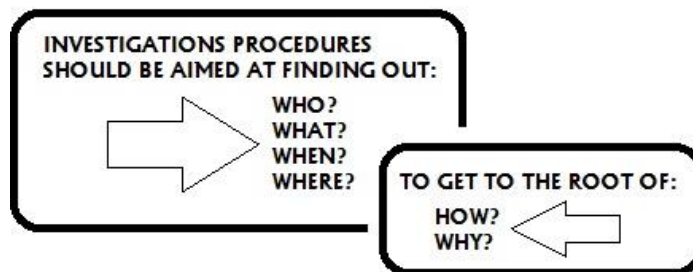 INVESTIGATIONS PROCEDURES
SHOULD BE AIMED AT FINDING OUT:
WHO?
WHAT?
WHEN?
WHERE?
TO GET TO THE ROOT OF:
HOW?
WHY?